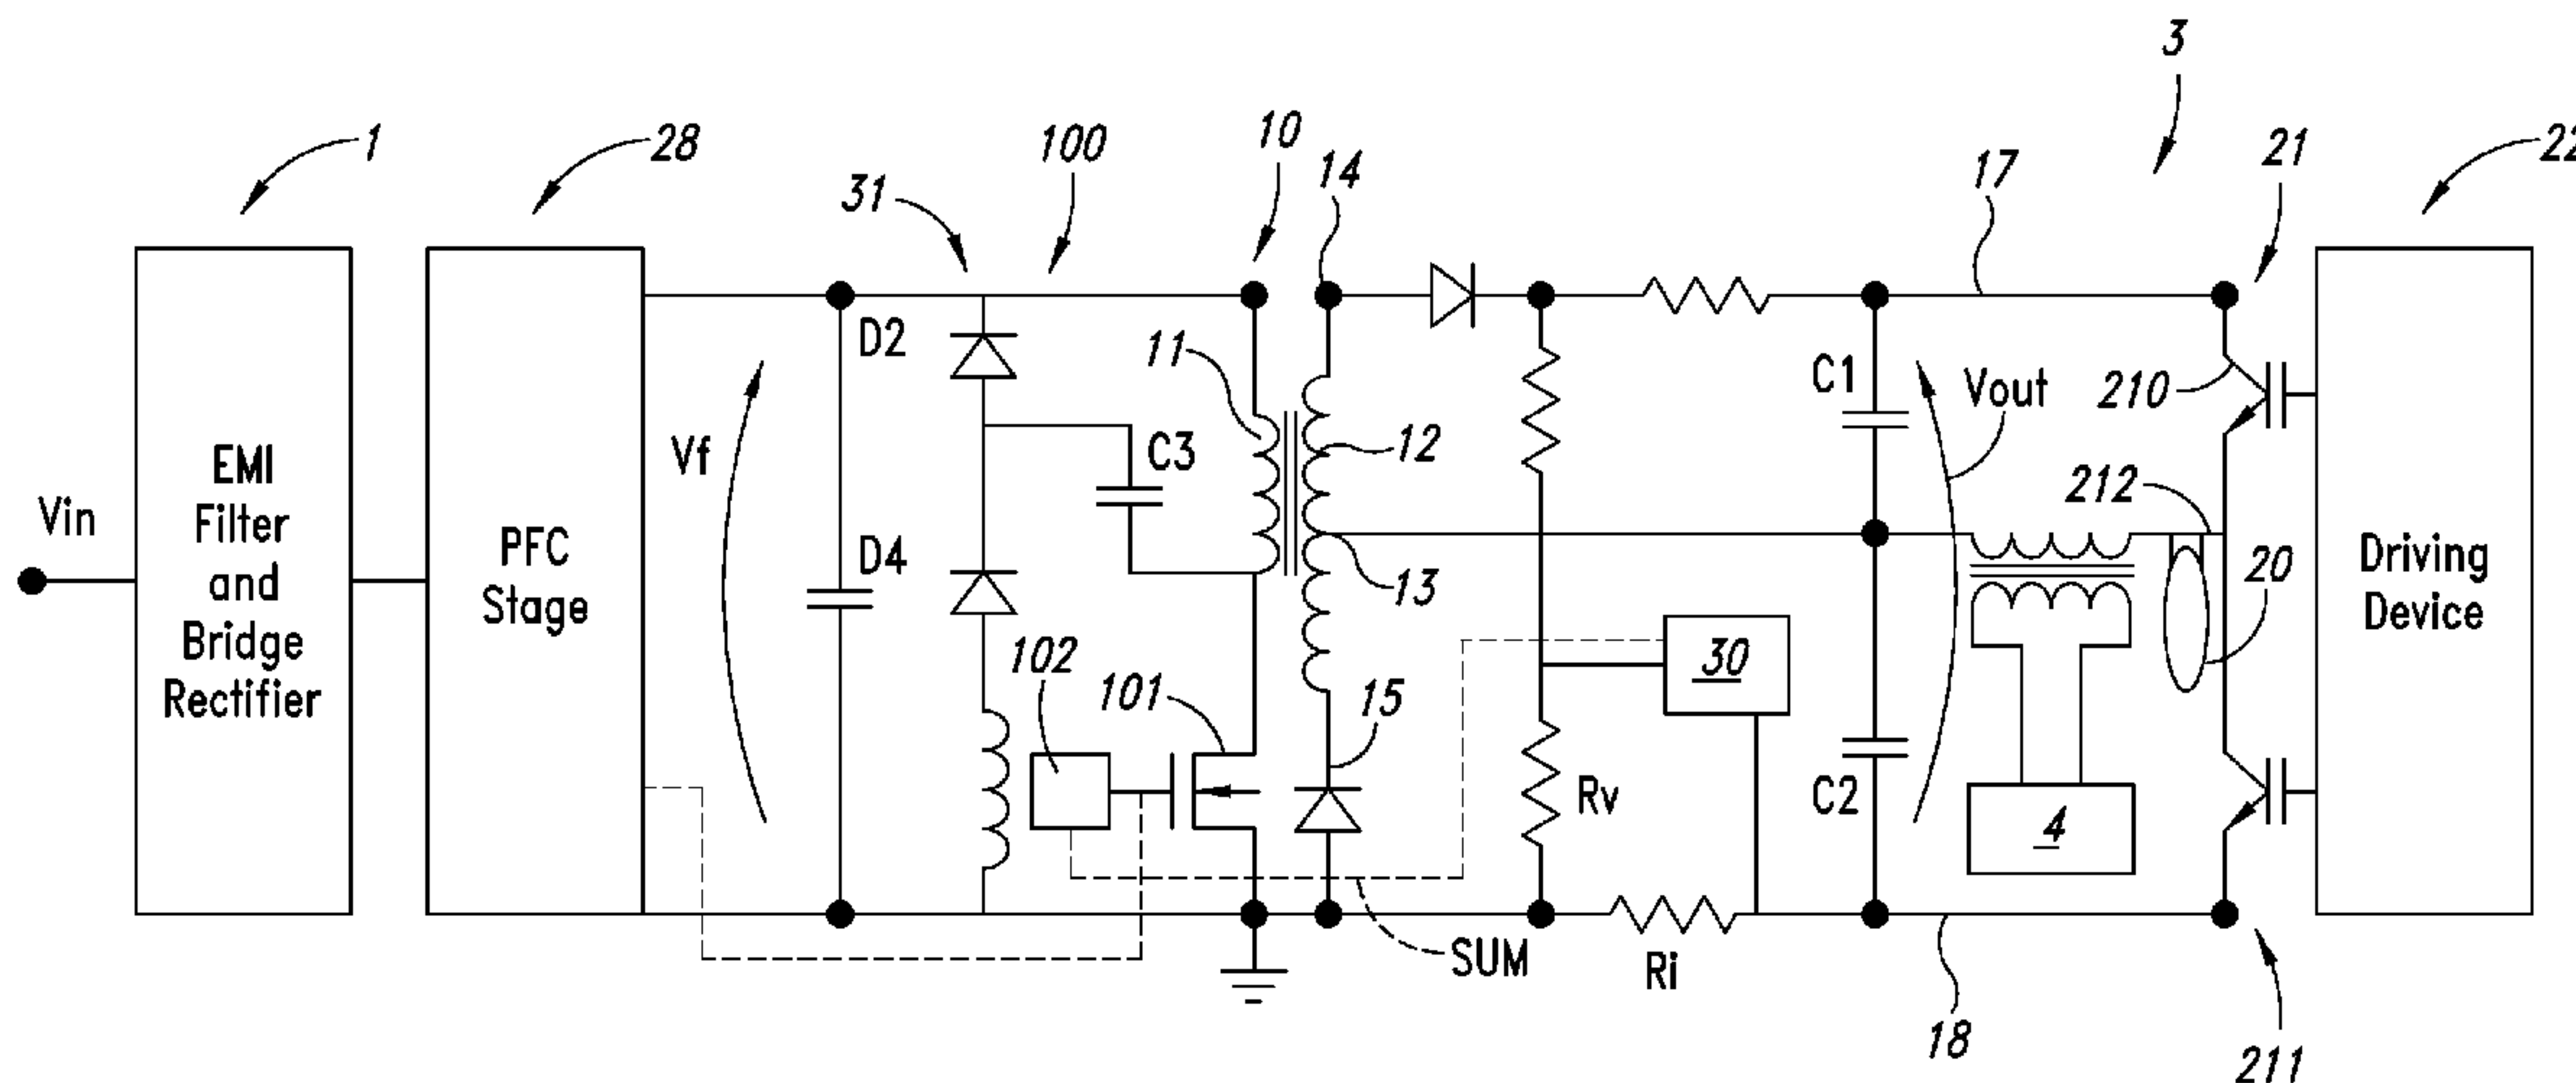 3
1
28
100
10
14
17
21
31
D2
11
C1
Vout
210
EMI
Filter
and
Bridge
Rectifier
Vf
C3
12
212
Vin
PFC
Stage
D4
13
20
Driving
Device
102
101
15
30
Rv
C2
4
SUM
Ri
18
211